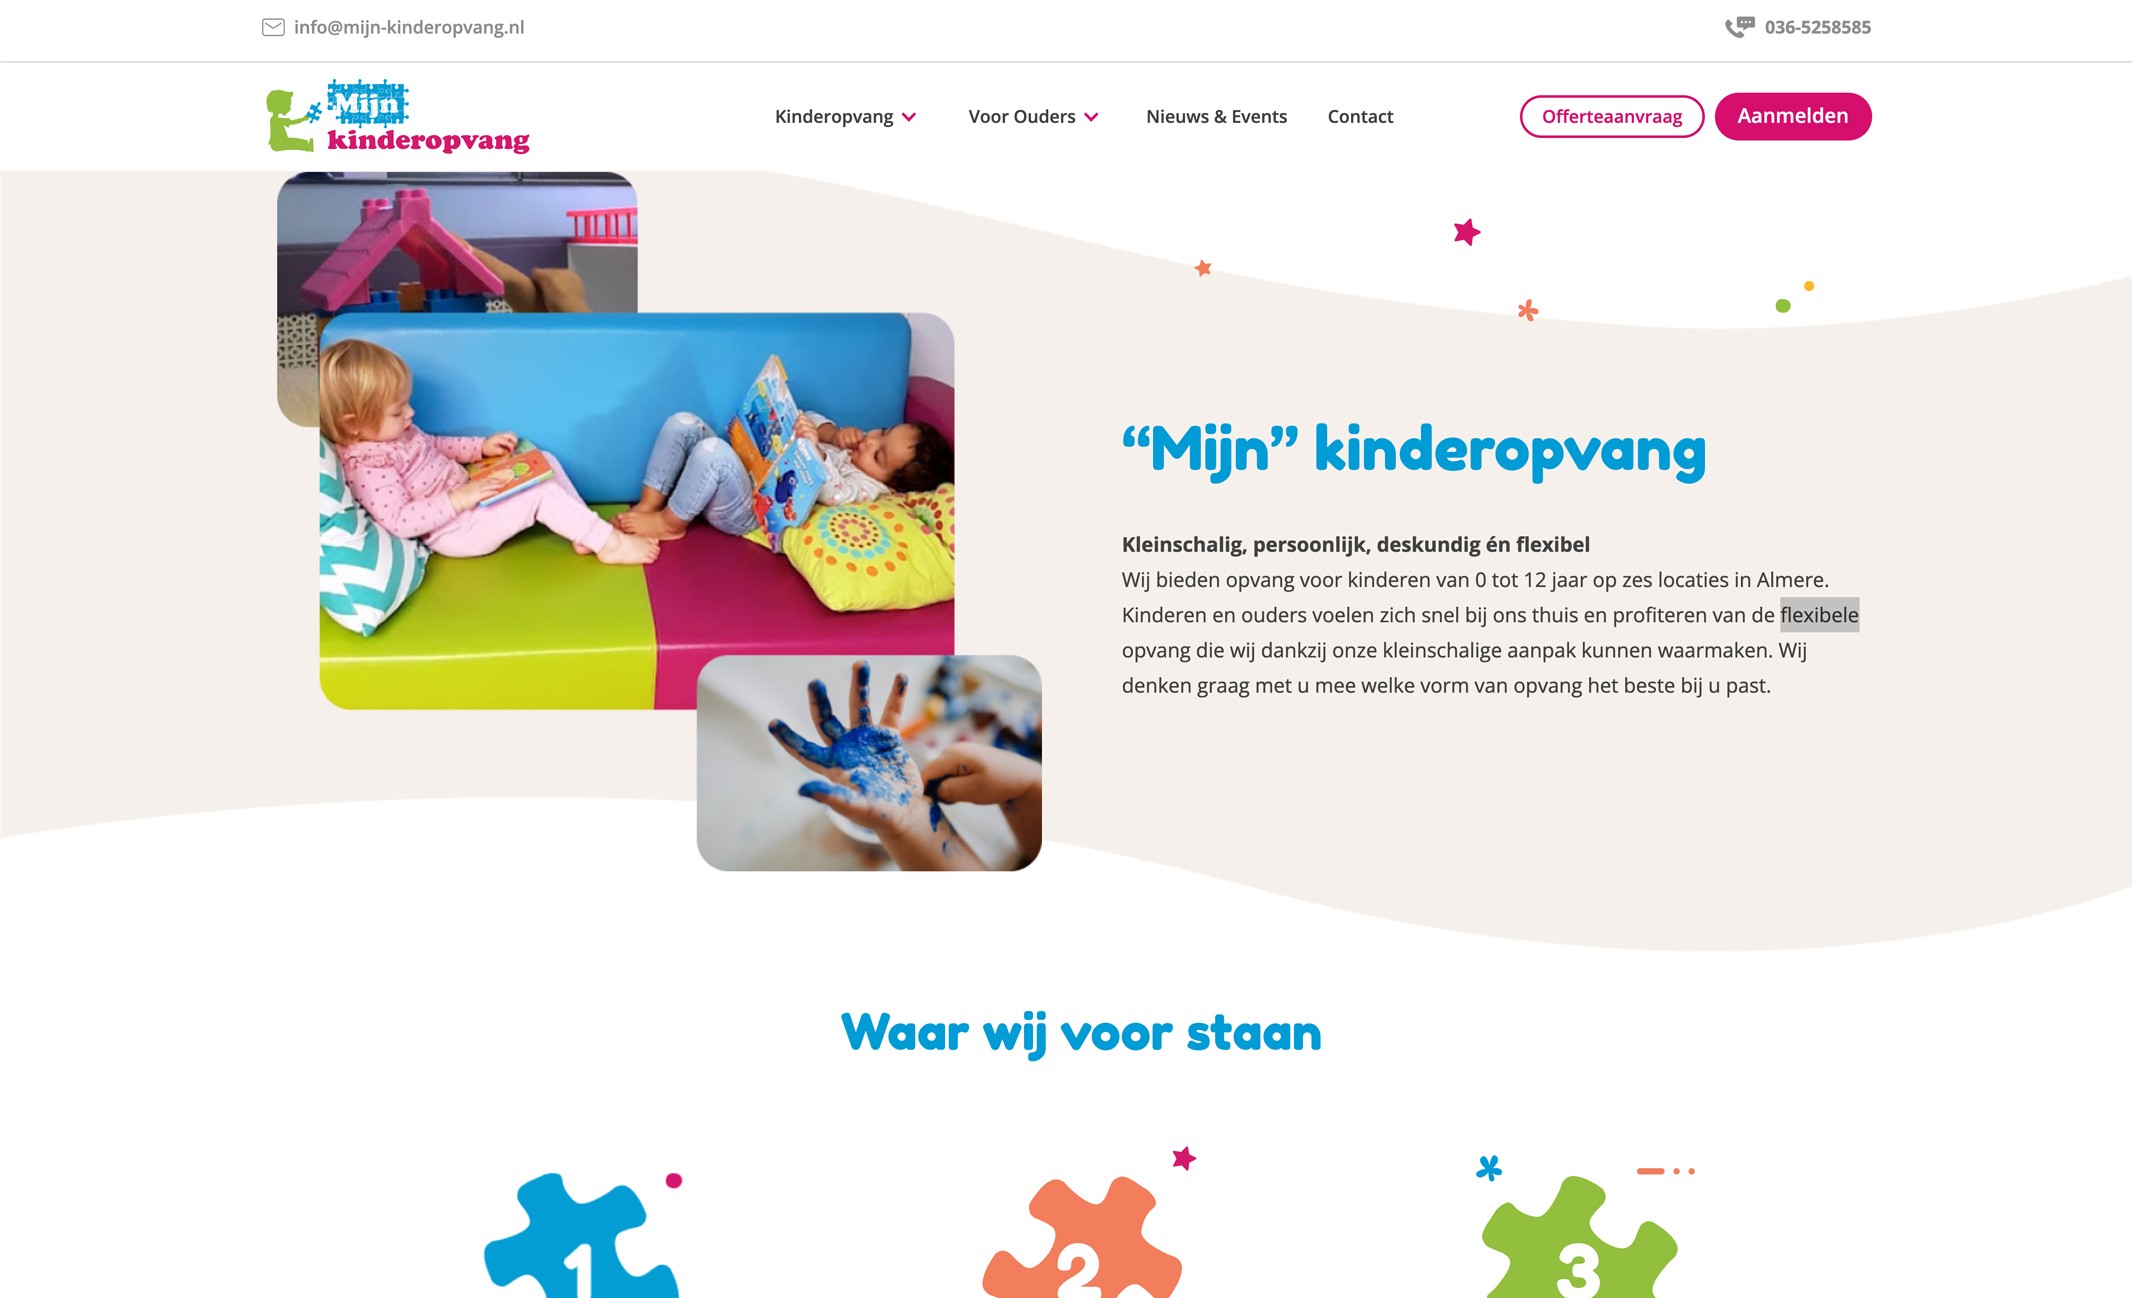 info@mijn-kinderopvang.nl
036-5258585
Mijn
kinderopvang
Kinderopvang
Voor Ouders
Nieuws & Events
Contact
Offerteaanvraag
Aanmelden
“Mijn” kinderopvang
Kleinschalig, persoonlijk, deskundig én flexibel
Wij bieden opvang voor kinderen van 0 tot 12 jaar op zes locaties in Almere.
Kinderen en ouders voelen zich snel bij ons thuis en profiteren van de flexibele
opvang die wij dankzij onze kleinschalige aanpak kunnen waarmaken. Wij
denken graag met u mee welke vorm van opvang het beste bij u past.
Waar wij voor staan
1
2
3